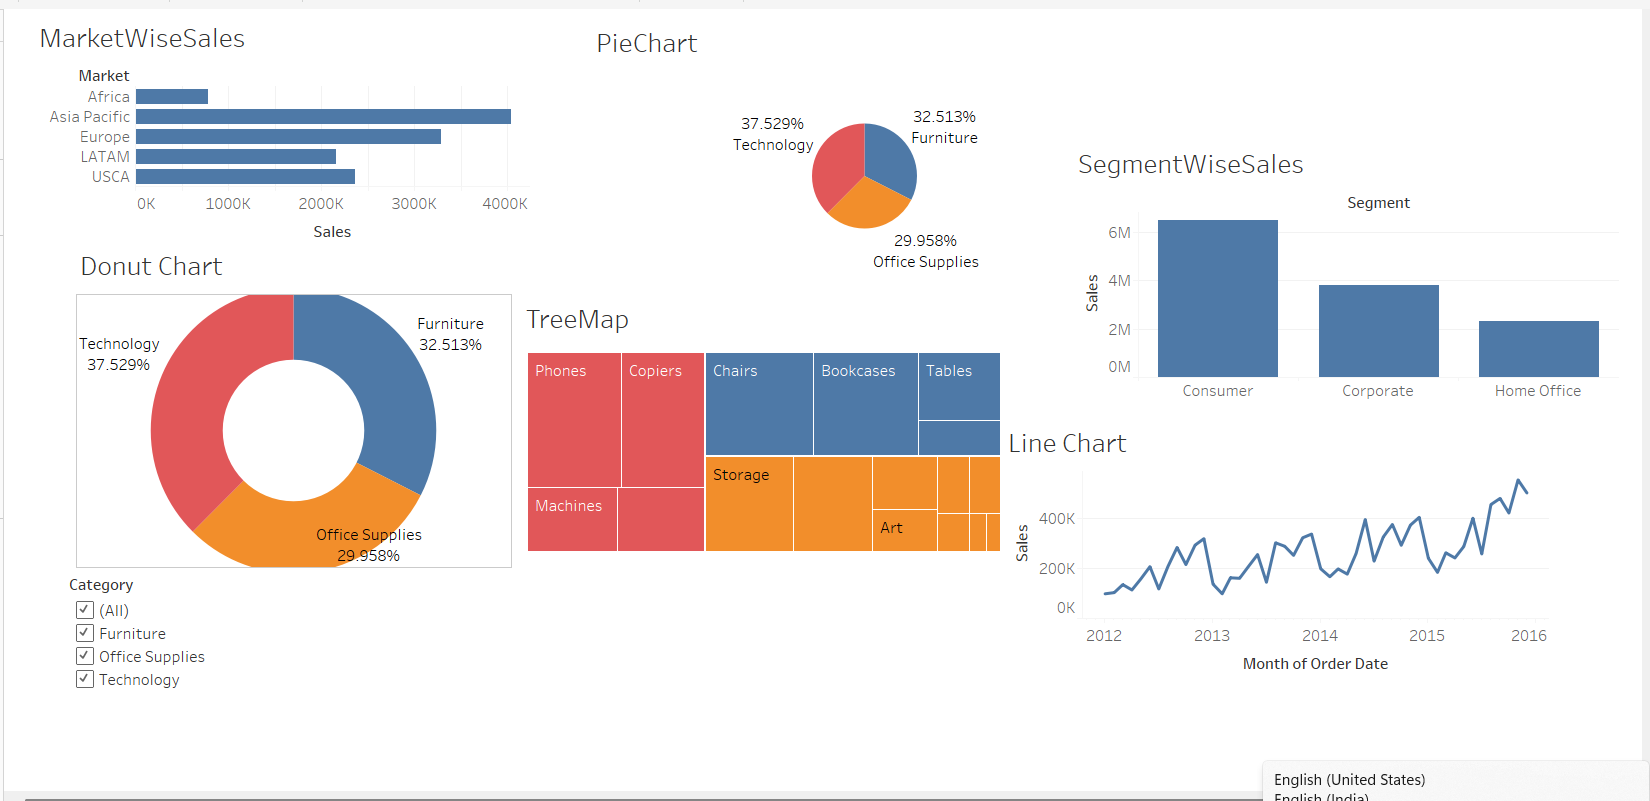 MarketWiseSales
Market
Africa
Asia Pacific
Europe
LATAM
USCA
0K 1000K 2000K 3000K 4000K
Sales
PieChart
37.529%
Technology
32.513%
Furniture
29.958%
Office Supplies
SegmentWiseSales
Segment
Sales
6M
4M
2M
0M
Consumer Corporate Home Office
Donut Chart
Technology
37.529%
Furniture
32.513%
Office Supplies
29.958%
Category
(All)
Furniture
Office Supplies
Technology
TreeMap
Phones
Copiers
Chairs
Bookcases
Tables
Machines
Storage
Art
Line Chart
Sales
400K
200K
0K
2012 2013 2014 2015 2016
Month of Order Date
English (United States)
English (India)